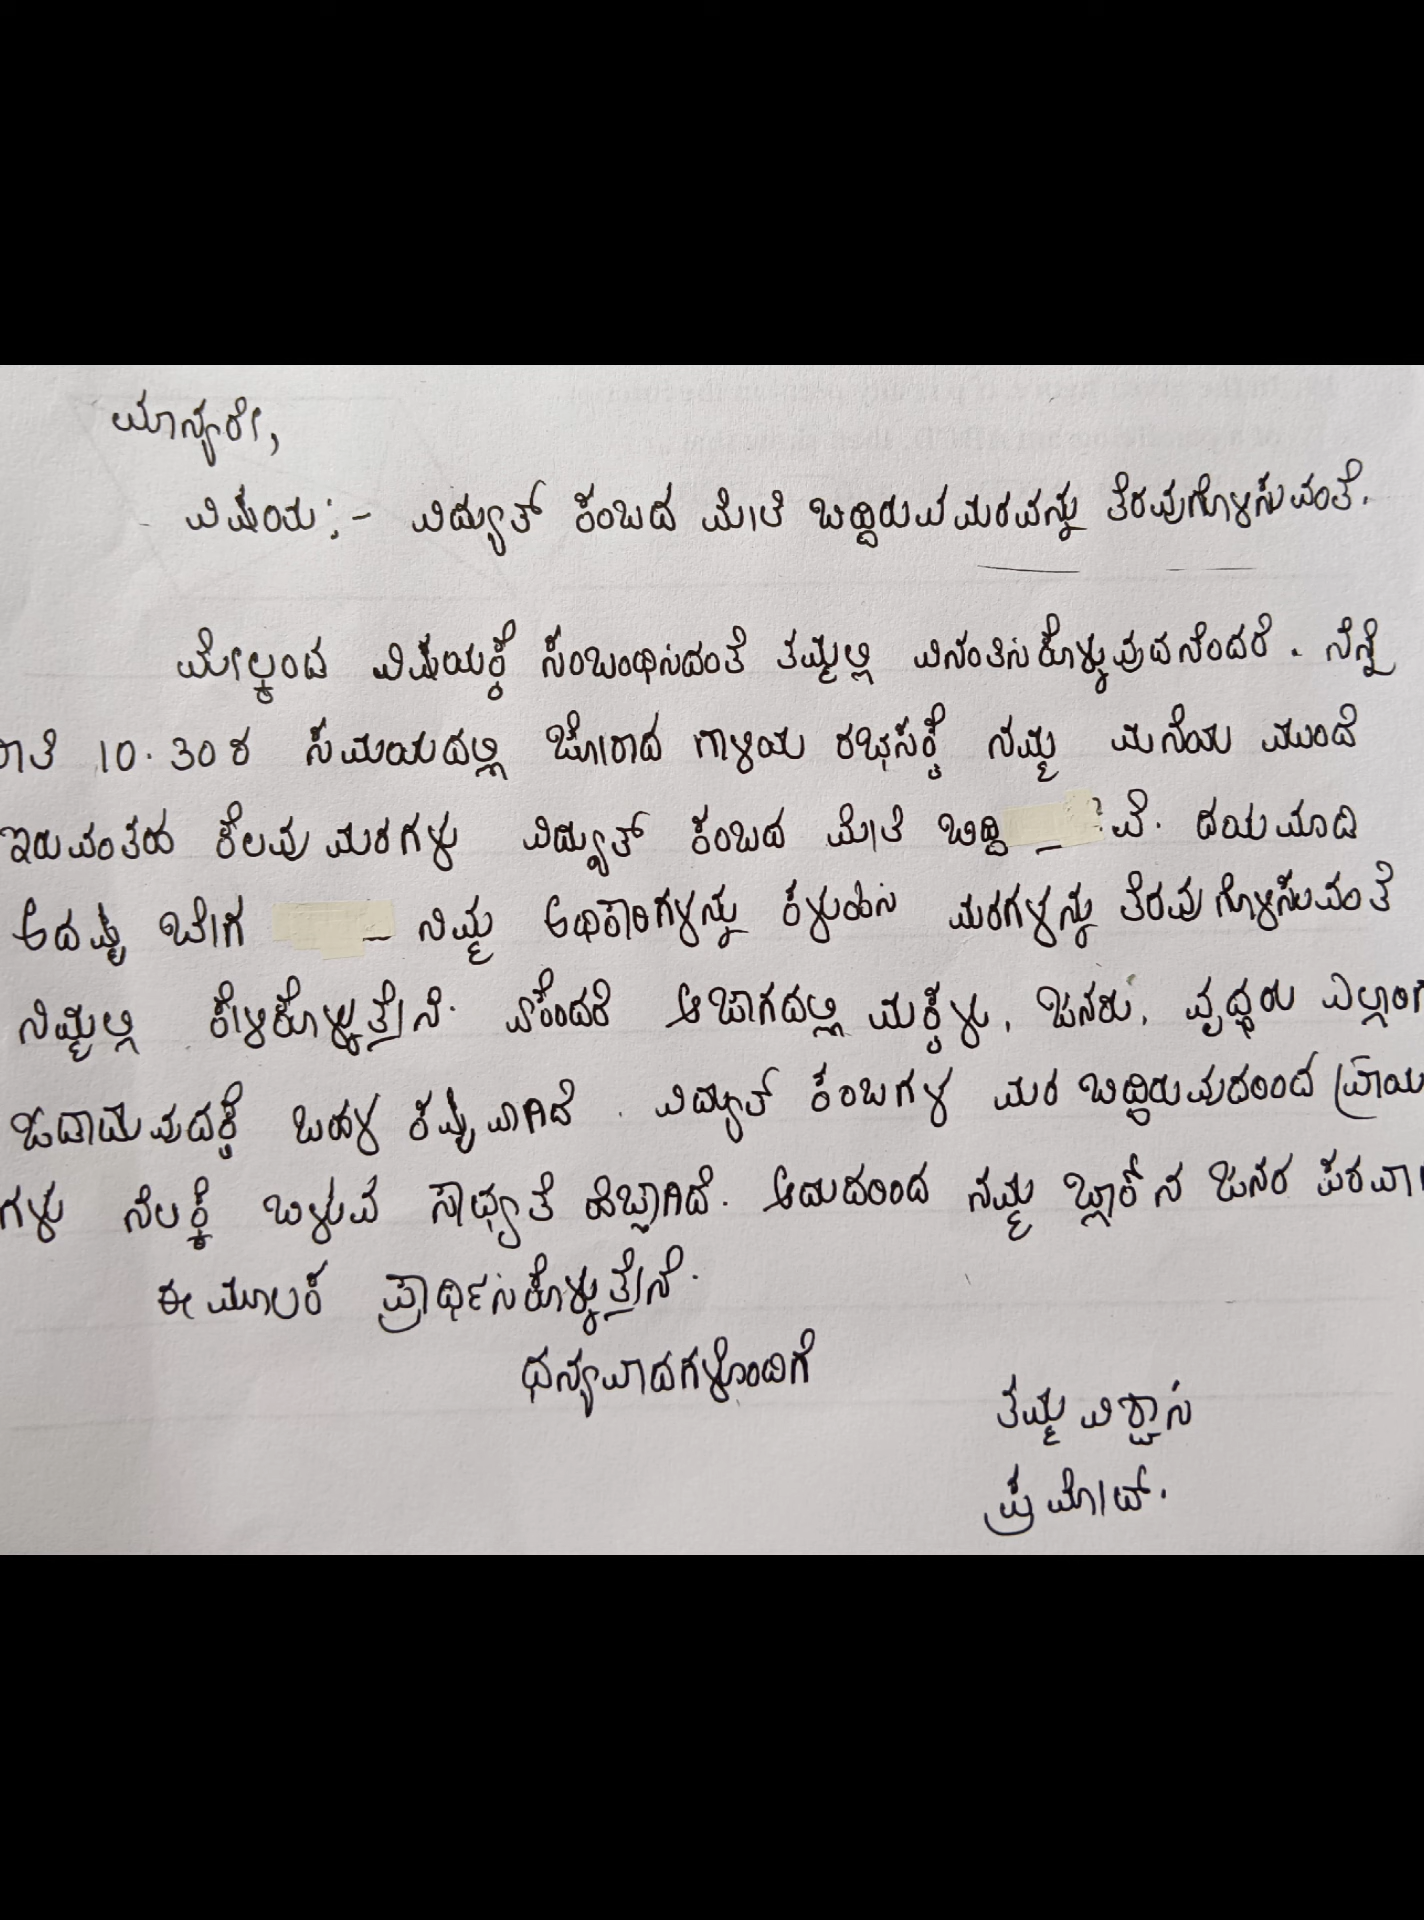 ಮಾನ್ಯರೇ,
ವಿಷಯ:- ವಿದ್ಯುತ್ ಕಂಬದ ಮೇಲೆ ಬಿದ್ದಿರುವ ಮರವನ್ನು ತೆರವುಗೊಳಿಸುವಂತೆ.
ಮೇಲ್ಕಂಡ ವಿಷಯಕ್ಕೆ ಸಂಬಂಧಿಸಿದಂತೆ ತಮ್ಮಲ್ಲಿ ವಿನಂತಿಸಿಕೊಳ್ಳುವುದೇನೆಂದರೆ. ನೆನ್ನೆ
10.30ರ ಸಮಯದಲ್ಲಿ ಜೋರಾದ ಗಾಳಿಯ ರಭಸಕ್ಕೆ ನಮ್ಮ ಮನೆಯ ಮುಂದೆ
ಇರುವಂತಹ ಕೆಲವು ಮರಗಳು ವಿದ್ಯುತ್ ಕಂಬದ ಮೇಲೆ ಬಿದ್ದಿ ವೆ. ದಯಮಾಡಿ
ಆದಷ್ಟು ಬೇಗ ನಿಮ್ಮ ಅಧಿಕಾರಿಗಳನ್ನು ಕಳುಹಿಸಿ ಮರಗಳನ್ನು ತೆರವುಗೊಳಿಸುವಂತೆ
ನಿಮ್ಮಲ್ಲಿ ಕೇಳಿಕೊಳ್ಳುತ್ತೇನೆ. ಏಕೆಂದರೆ ಆ ಜಾಗದಲ್ಲಿ ಮಕ್ಕಳು, ಜನರು, ವೃದ್ಧರು ಎಲ್ಲಾರಿಗೆ
ಓಡಾಡುವುದಕ್ಕೆ ಬಹಳ ಕಷ್ಟವಾಗಿದೆ. ವಿದ್ಯುತ್ ಕಂಬಗಳ ಮರ ಬಿದ್ದಿರುವುದರಿಂದ
ಗಳು ನೆಲಕ್ಕೆ ಬೀಳುವ ಸಾಧ್ಯತೆ ಹೆಚ್ಚಾಗಿದೆ. ಆದುದರಿಂದ ನಮ್ಮ ಬ್ಲಾಕ್ ನ ಜನರ ಪರವಾಗಿ
ಈ ಮೂಲಕ ಪ್ರಾರ್ಥಿಸಿಕೊಳ್ಳುತ್ತೇನೆ.
ಧನ್ಯವಾದಗಳೊಂದಿಗೆ
ತಮ್ಮ ವಿಶ್ವಾಸಿ
ಪ್ರಮೋದ್.